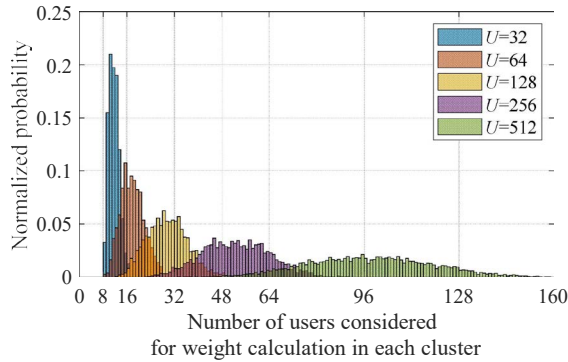 Normalized probability
0.25
0.2
0.15
0.1
0.05
0
U=32
U=64
U=128
U=256
U=512
0 8 16 32 48 64 96 128 160
Number of users considered
for weight calculation in each cluster